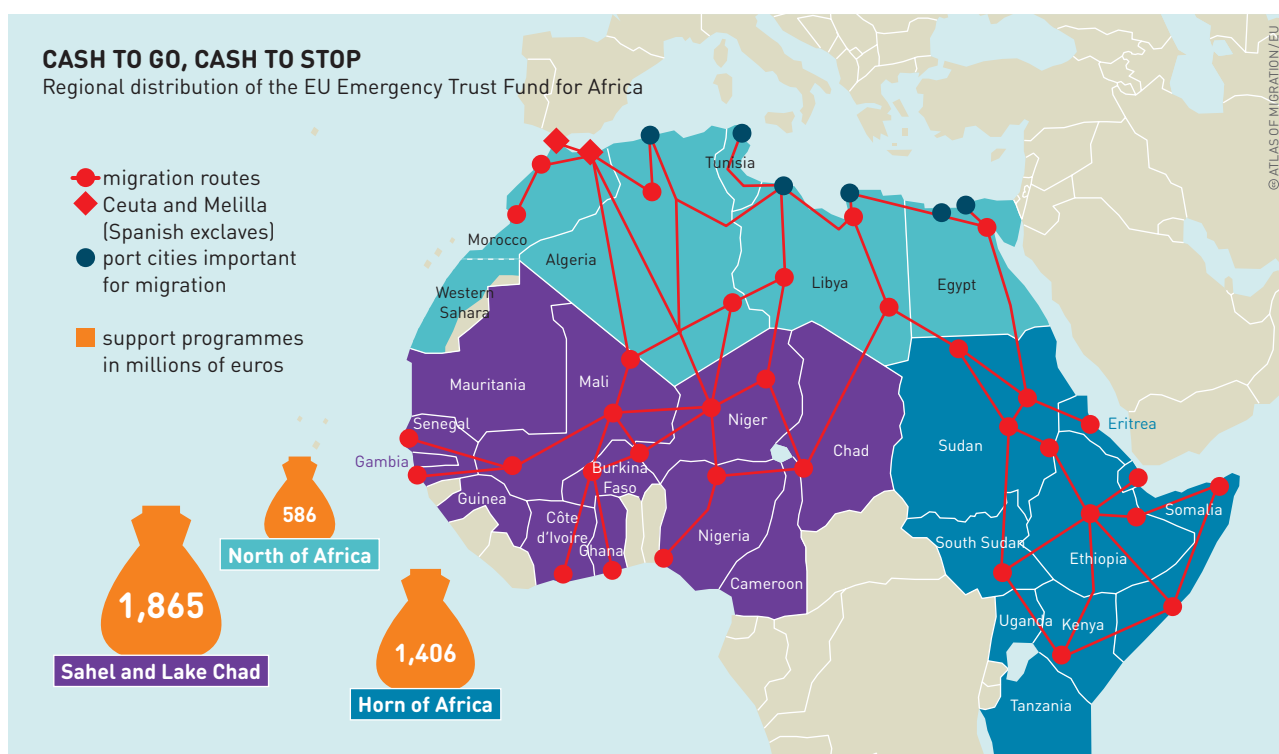 CASH TO GO, CASH TO STOP
Regional distribution of the EU Emergency Trust Fund for Africa
migration routes
Ceuta and Melilla
(Spanish exclaves)
port cities important
for migration
support programmes
in millions of euros
586
North of Africa
1,865
Sahel and Lake Chad
1,406
Horn of Africa
Tunisia
Morocco
Algeria
Western
Sahara
Libya
Egypt
Mauritania
Mali
Niger
Chad
Sudan
Eritrea
Senegal
Gambia
Guinea
Burkina
Faso
Côte
d'Ivoire
Ghana
Nigeria
Cameroon
South Sudan
Ethiopia
Somalia
Uganda
Kenya
Tanzania
© ATLAS OF MIGRATION / EU